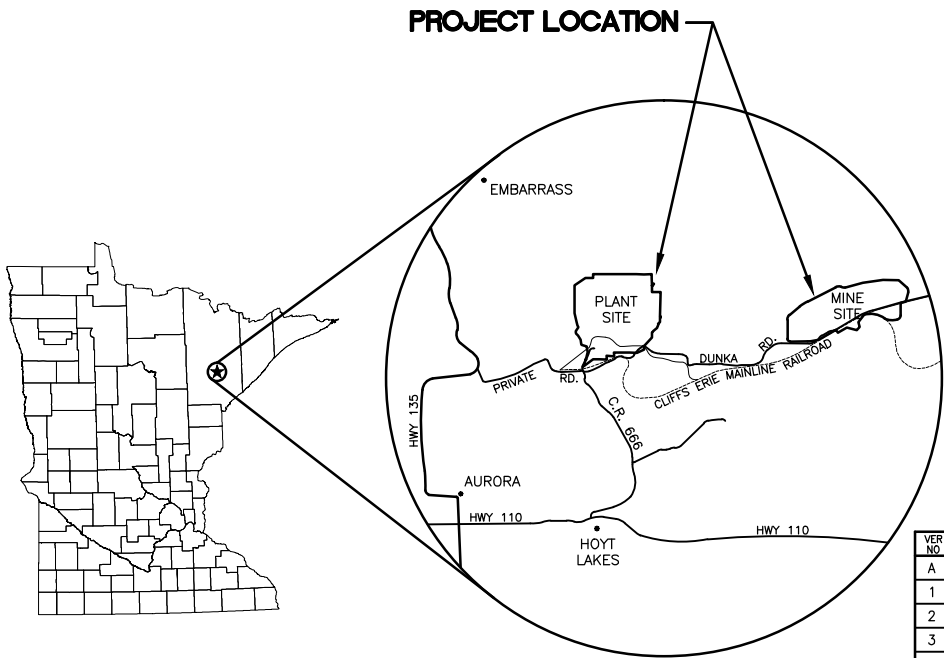 PROJECT LOCATION
EMBARRASS
PLANT
SITE
MINE
SITE
PRIVATE
RD.
DUNKA
RD.
CLIFFS ERIE MAINLINE RAILROAD
HWY 135
C.R. 666
AURORA
HWY 110
HOYT
LAKES
HWY 110
VER
NO
A
1
2
3